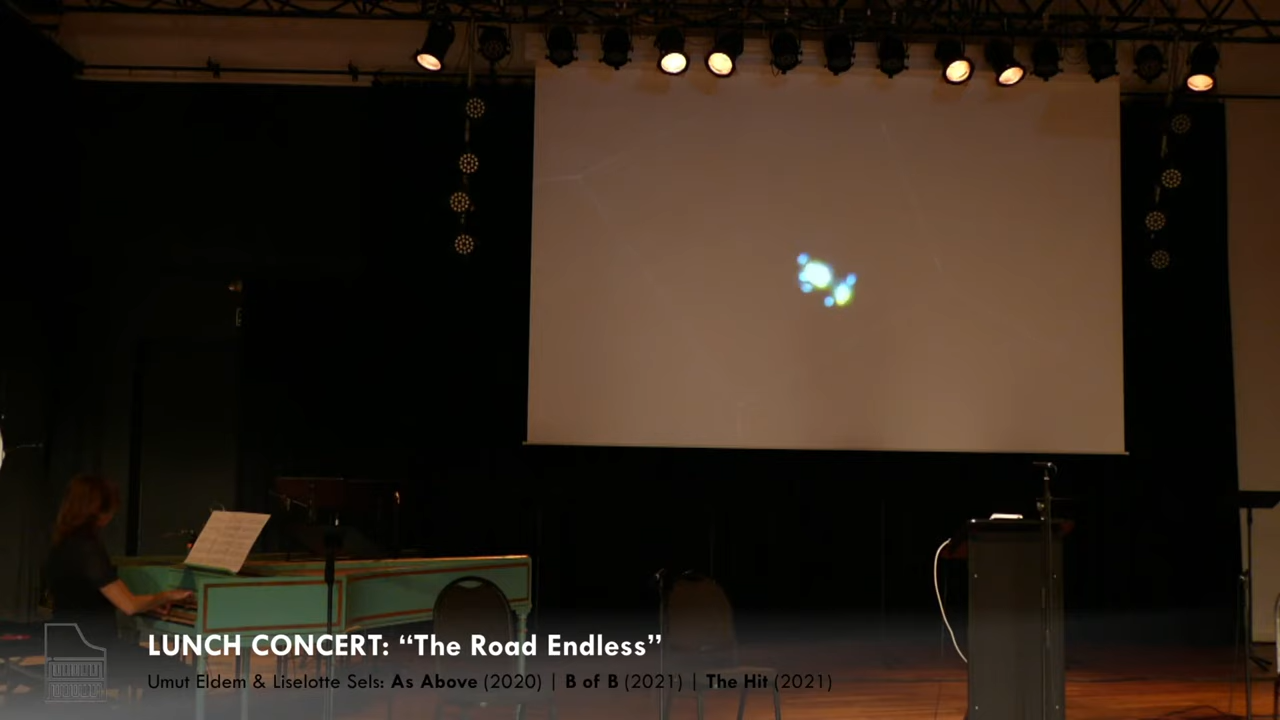 LUNCH CONCERT: “The Road Endless”
Umut Eldem & Liselotte Sels: As Above (2020) | B of B (2021) | The Hit (2021)